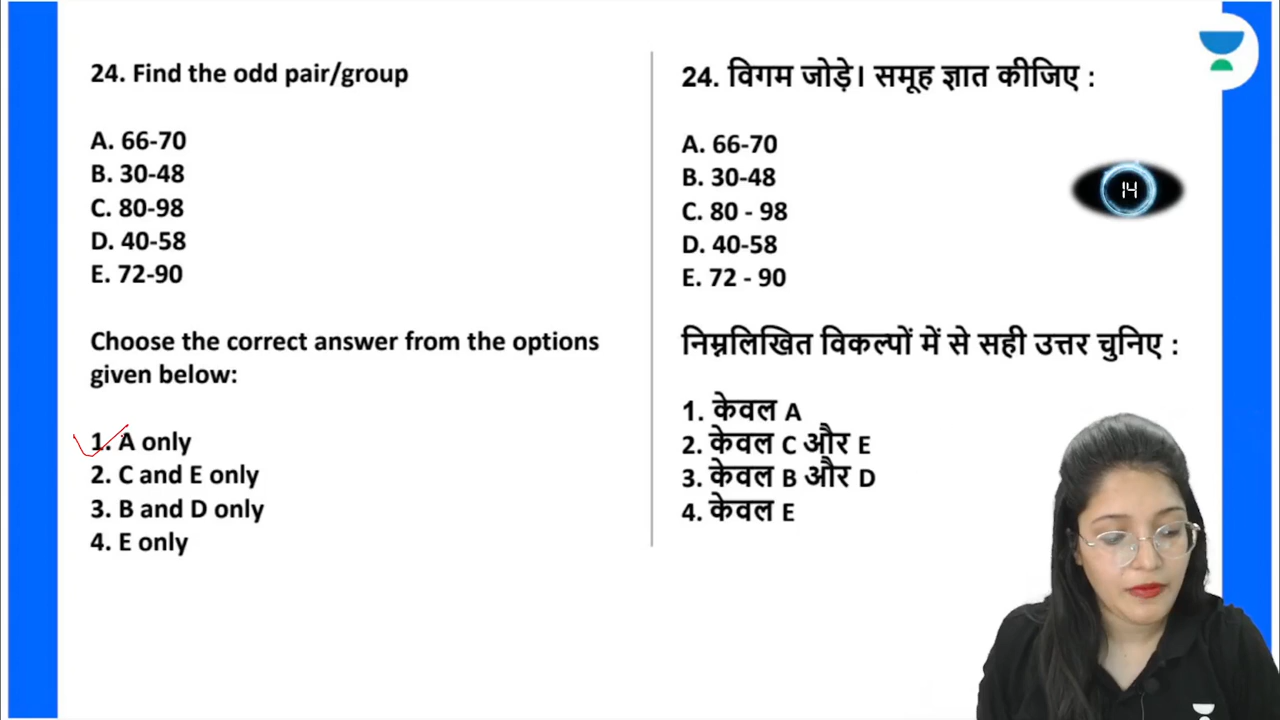 24. Find the odd pair/group
A. 66-70
B. 30-48
C. 80-98
D. 40-58
E. 72-90
Choose the correct answer from the options
given below:
1. A only
2. C and E only
3. B and D only
4. E only
24. विगम जोड़े। समूह ज्ञात कीजिए :
A. 66-70
B. 30-48
C. 80 - 98
D. 40-58
E. 72 - 90
निम्नलिखित विकल्पों में से सही उत्तर चुनिए :
1. केवल A
2. केवल C और E
3. केवल B और D
4. केवल E
14